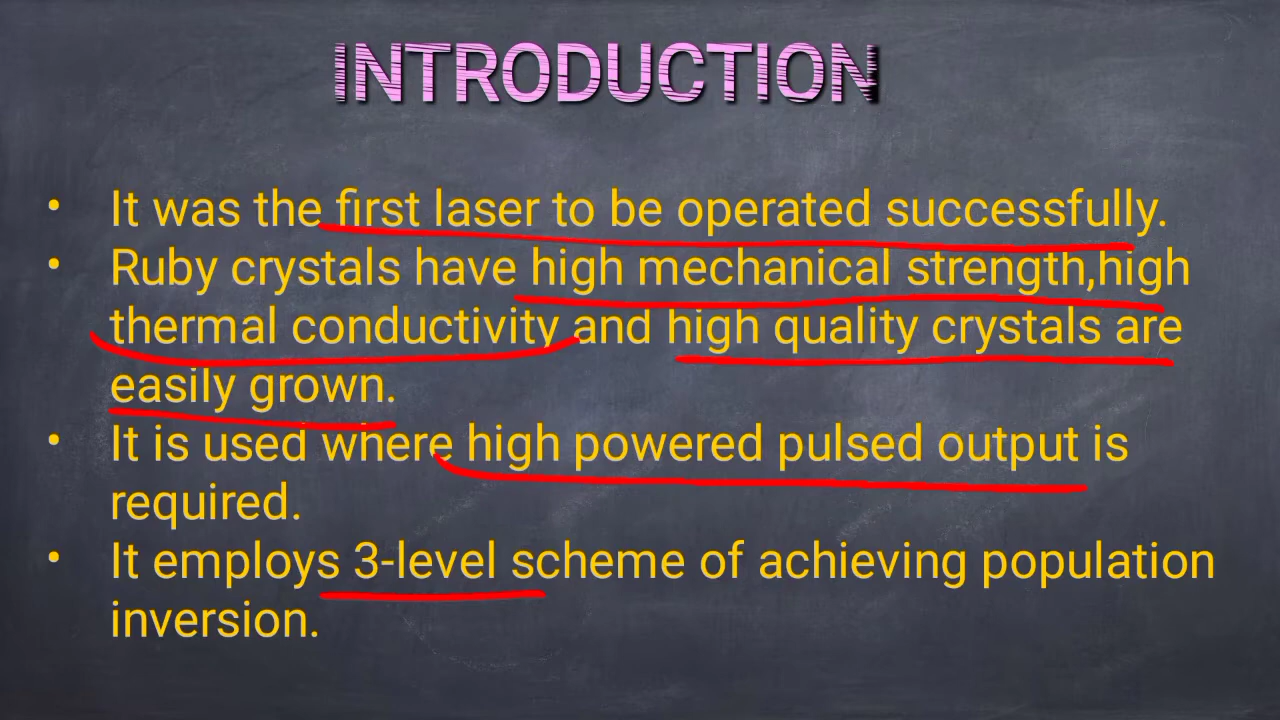 INTRODUCTION
• It was the first laser to be operated successfully.
• Ruby crystals have high mechanical strength,high
thermal conductivity and high quality crystals are
easily grown.
• It is used where high powered pulsed output is
required.
• It employs 3-level scheme of achieving population
inversion.